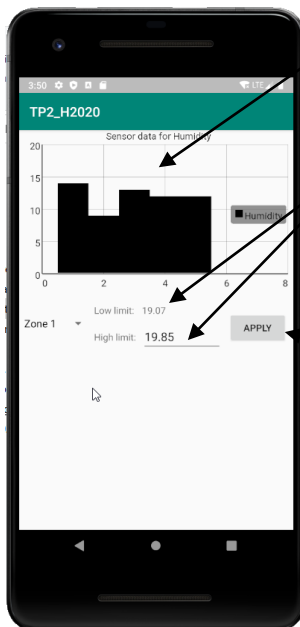 3:50 LTE
TP2_H2020
Sensor data for Humidity
20
15
10
5
0
Humidity
0 2 4 6 8
Zone 1
Low limit: 19.07
High limit: 19.85
APPLY